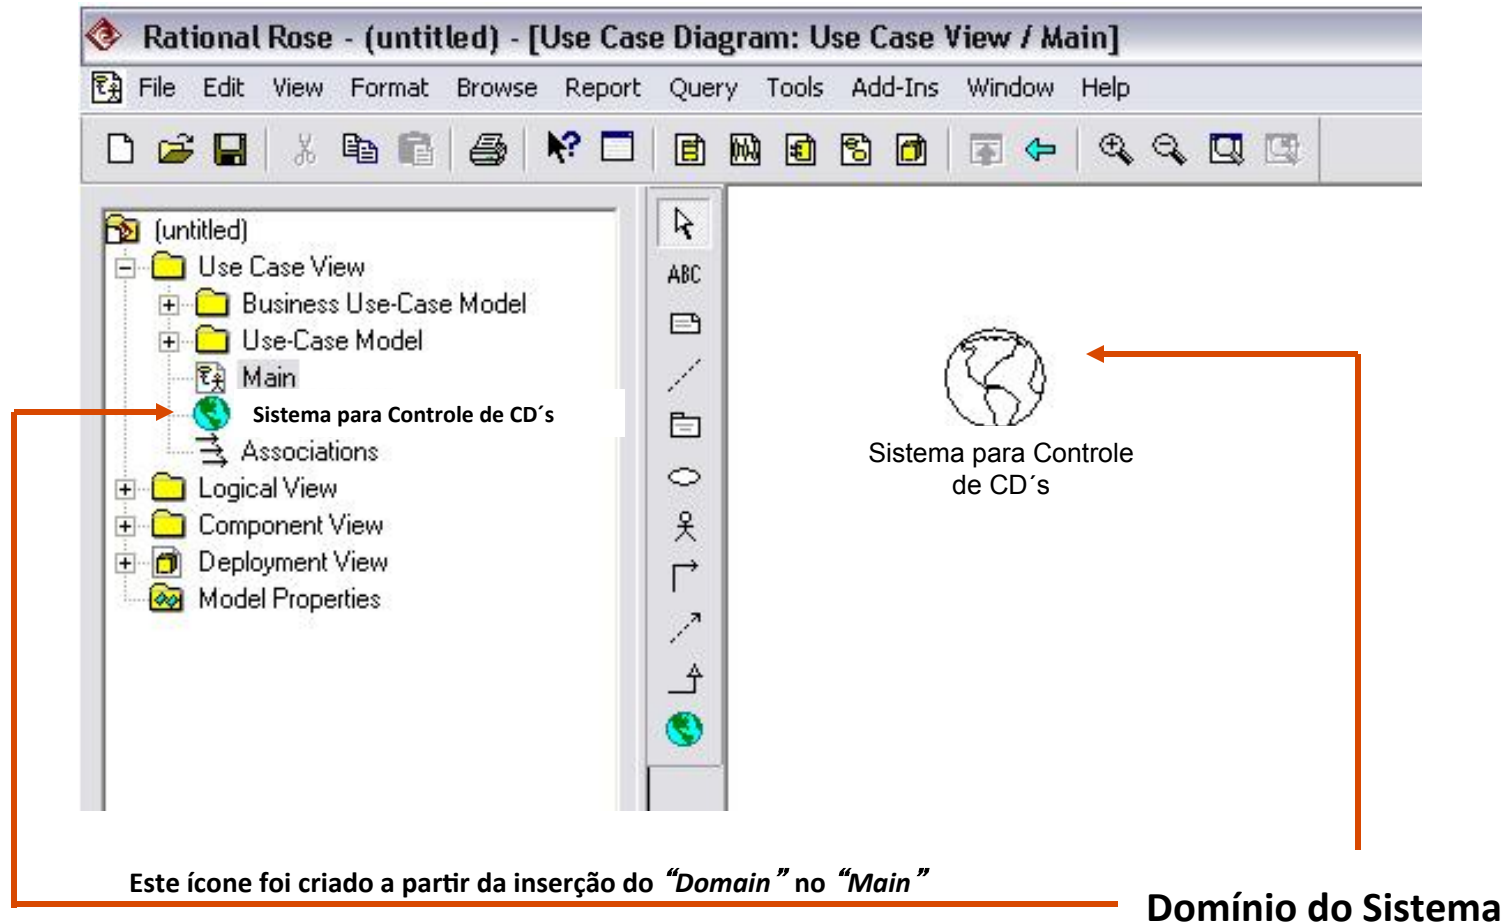 Rational Rose - (untitled) - [Use Case Diagram: Use Case View / Main]
File Edit View Format Browse Report Query Tools Add-Ins Window Help
(untitled)
Use Case View
Business Use-Case Model
Use-Case Model
Main
Sistema para Controle de CD´s
Associations
Logical View
Component View
Deployment View
Model Properties
ABC
Sistema para Controle
de CD´s
Este ícone foi criado a partir da inserção do “Domain” no “Main”
Domínio do Sistema